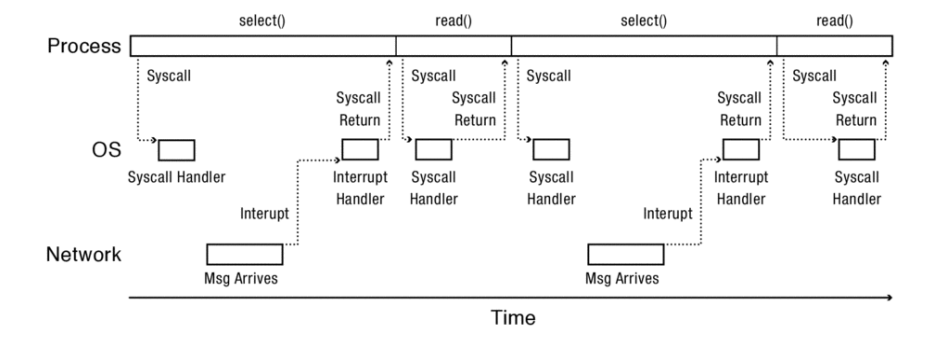 select()
read()
select()
read()
Process
Syscall
Syscall
Return
Syscall
Syscall
Return
Syscall
Syscall
Return
Syscall
Syscall
Return
OS
Syscall Handler
Interrupt
Handler
Syscall
Handler
Syscall
Handler
Interrupt
Handler
Syscall
Handler
Interupt
Interupt
Network
Msg Arrives
Msg Arrives
Time